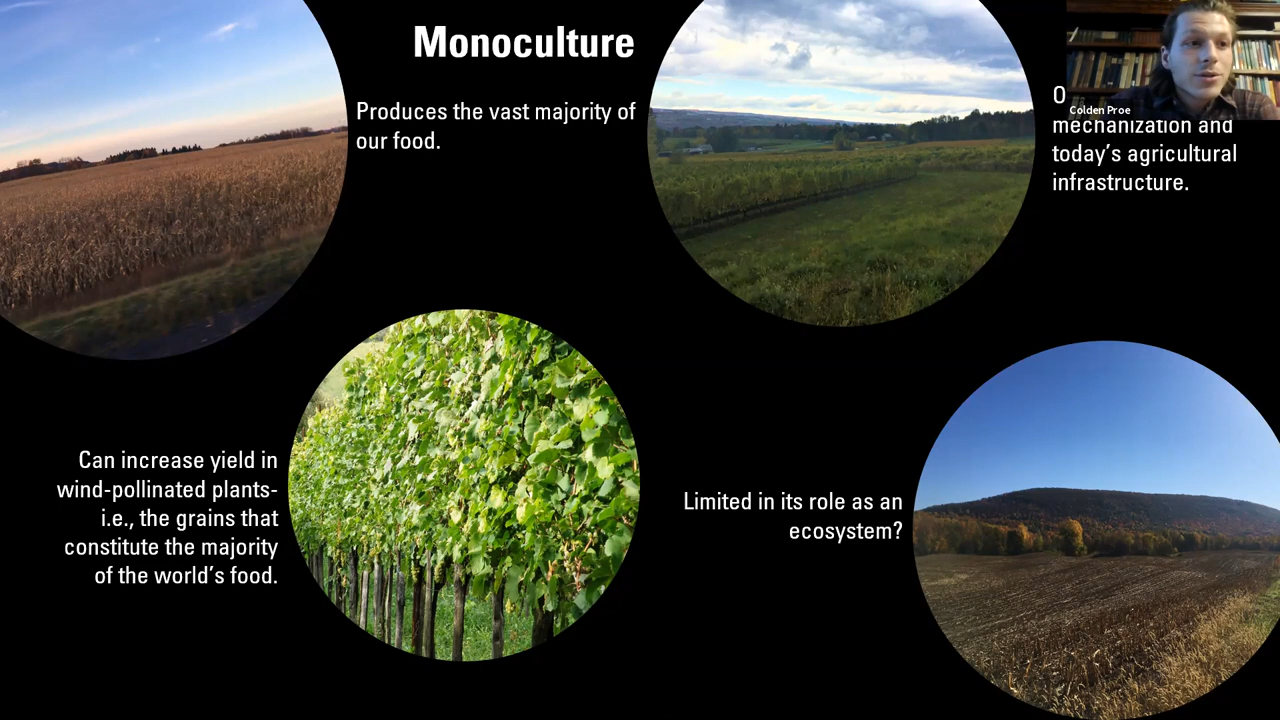 Monoculture
Produces the vast majority of
our food.
Colden Proe
mechanization and
today's agricultural
infrastructure.
Can increase yield in
wind-pollinated plants-
i.e., the grains that
constitute the majority
of the world's food.
Limited in its role as an
ecosystem?